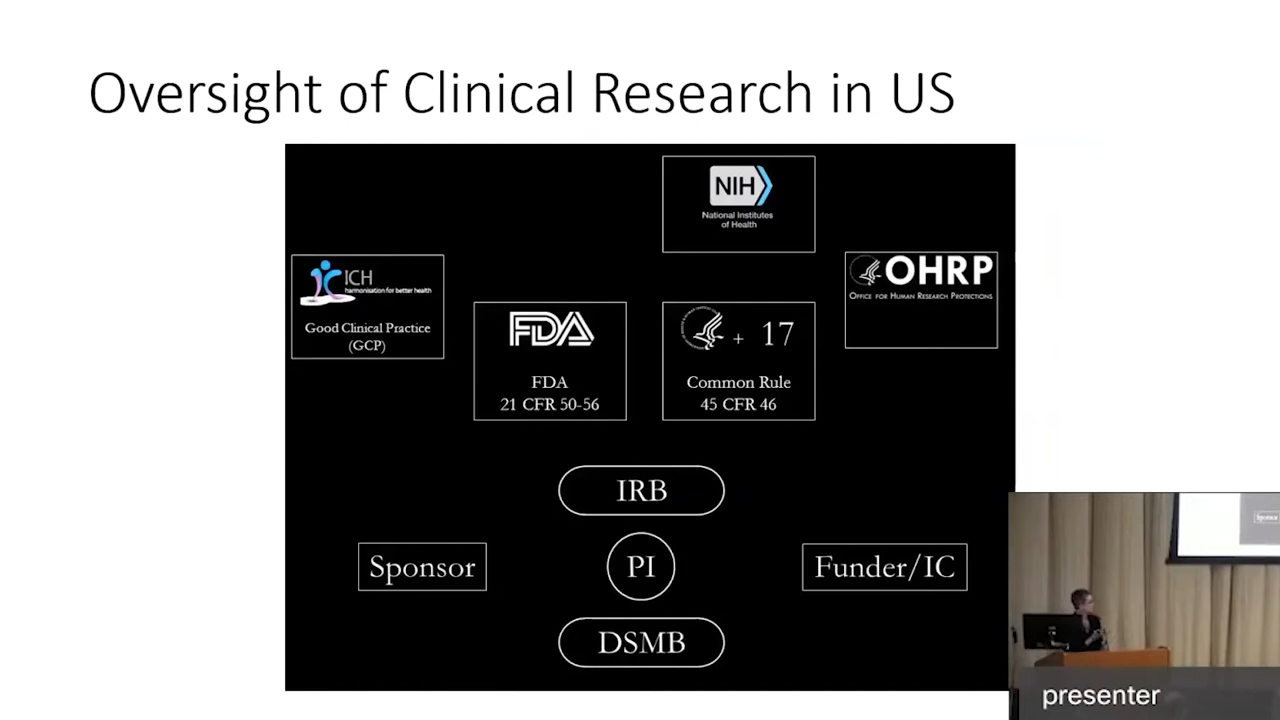 Oversight of Clinical Research in US
NIH
National Institutes
of Health
ICH
harmonisation for better health
Good Clinical Practice
(GCP)
OHRP
Office for Human Research Protections
FDA
FDA
21 CFR 50-56
+ 17
Common Rule
45 CFR 46
IRB
Sponsor
PI
Funder/IC
DSMB
presenter